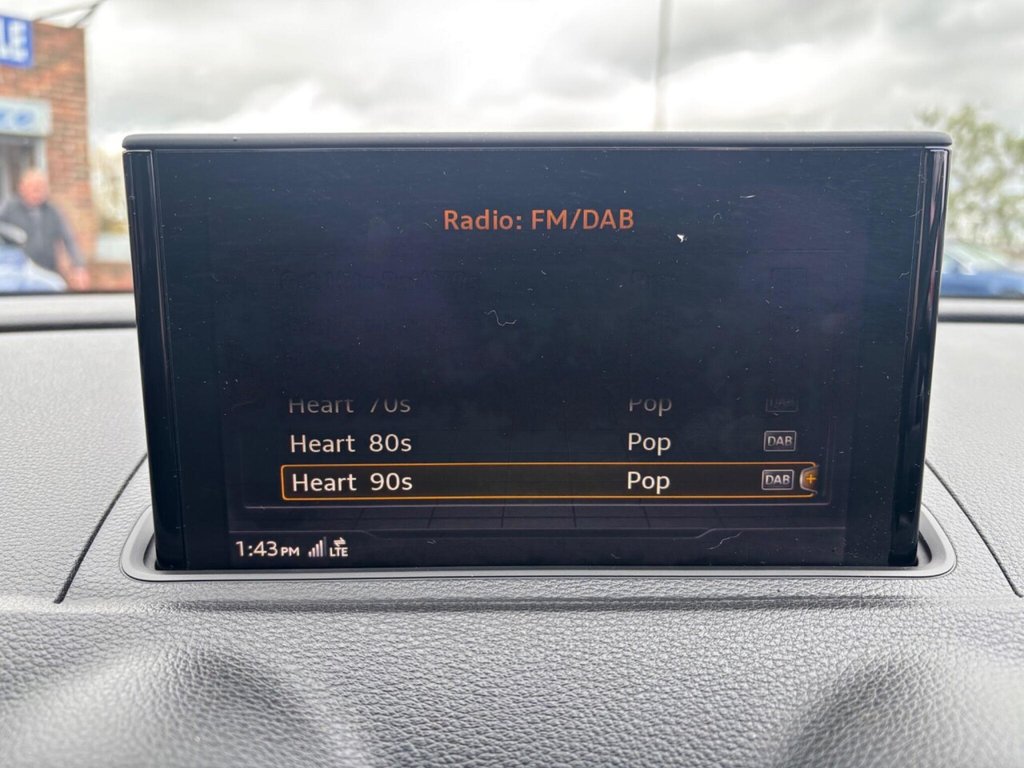 LE
Radio: FM/DAB
Heart 70s Pop DAB
Heart 80s Pop DAB
Heart 90s Pop DAB +
1:43 PM LTE